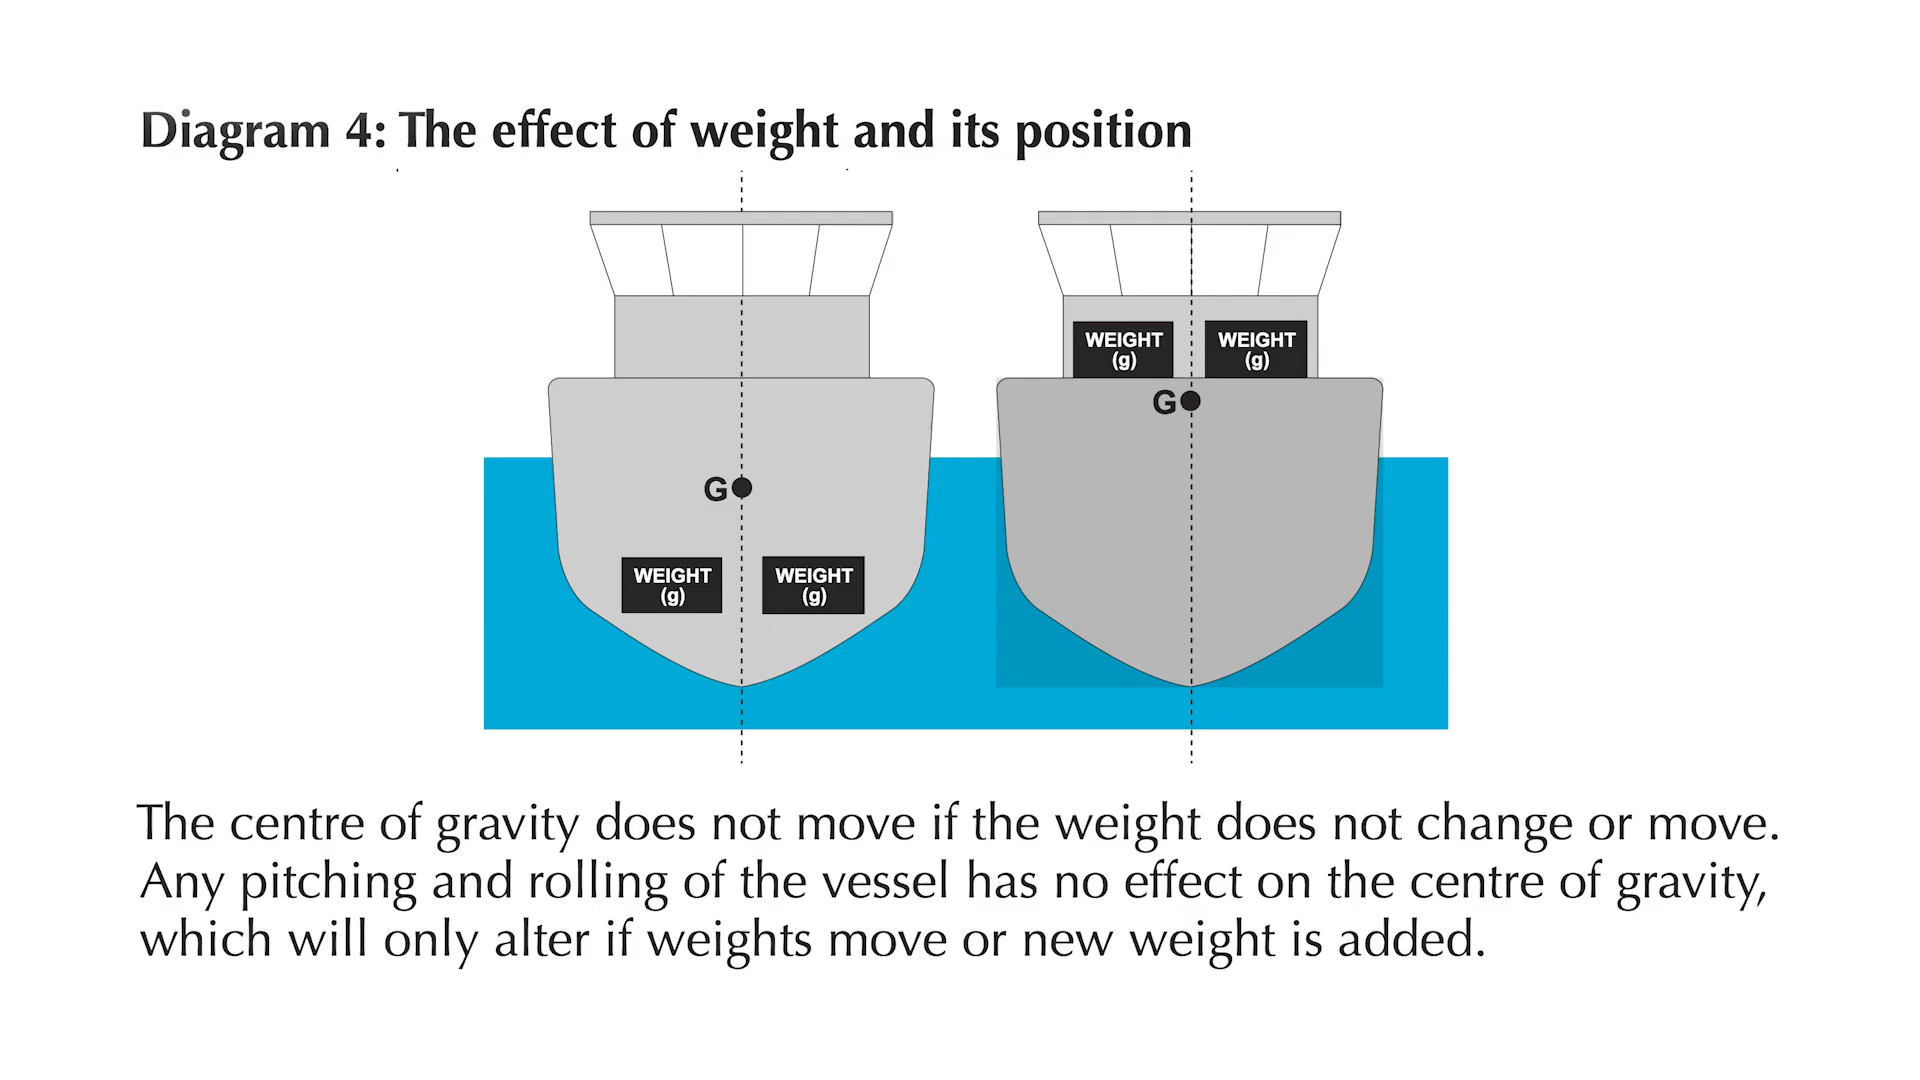 Diagram 4: The effect of weight and its position
WEIGHT
(g)
WEIGHT
(g)
G
G
WEIGHT
(g)
WEIGHT
(g)
The centre of gravity does not move if the weight does not change or move.
Any pitching and rolling of the vessel has no effect on the centre of gravity,
which will only alter if weights move or new weight is added.